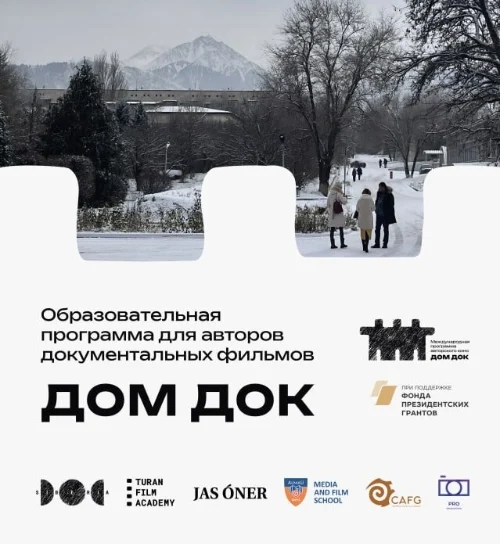 Образовательная
программа для авторов
документальных фильмов
ДОМ ДОК
Международная
программа
авторского кино
ДОМ ДОК
ПРИ ПОДДЕРЖКЕ
ФОНДА
ПРЕЗИДЕНТСКИХ
ГРАНТОВ
TURAN
FILM
ACADEMY
JAS ÓNER
MEDIA
AND FILM
SCHOOL
CAFG
PRO